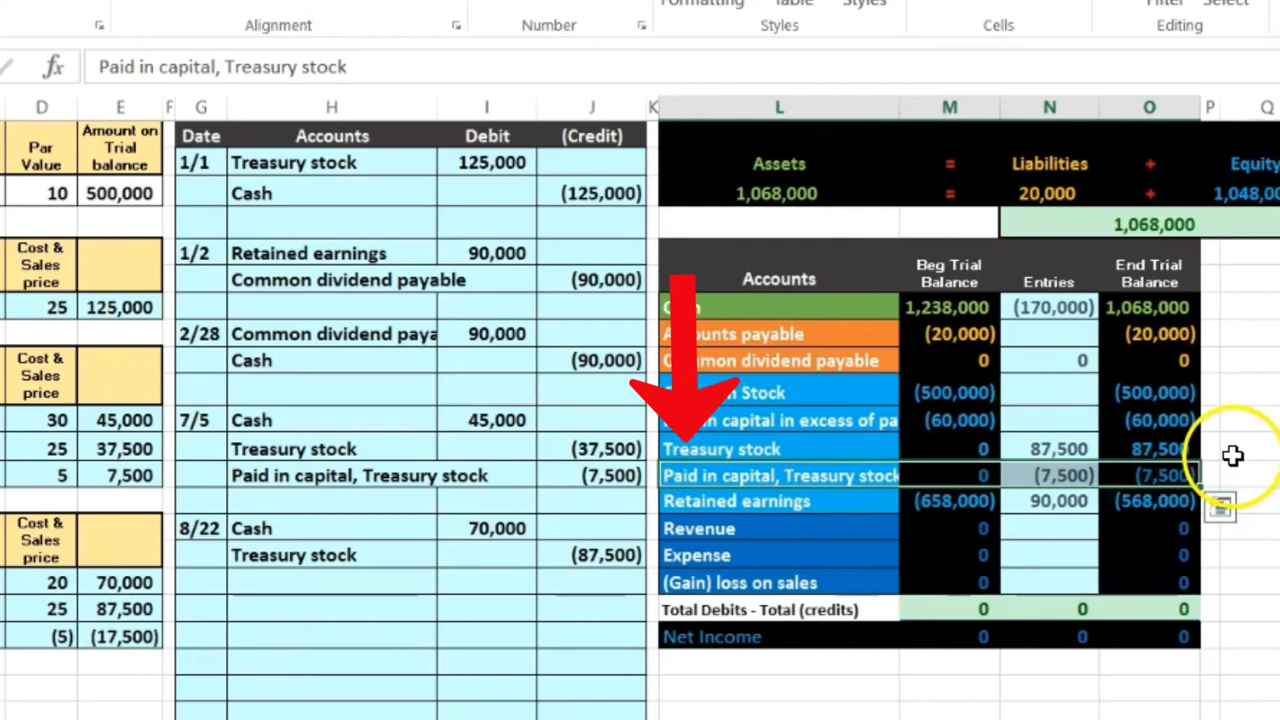 Formatting Table Styles Filter Select
Alignment Number Styles Cells Editing
fx Paid in capital, Treasury stock
D E F G H I J K L M N O P Q
Par Value Amount on Trial balance Date Accounts Debit (Credit)
1/1 Treasury stock 125,000 Assets = Liabilities + Equity
10 500,000 Cash (125,000) 1,068,000 = 20,000 + 1,048,000
1,068,000
Cost & Sales price 1/2 Retained earnings 90,000
Common dividend payable (90,000) Accounts Beg Trial Balance Entries End Trial Balance
25 125,000 1,238,000 (170,000) 1,068,000
2/28 Common dividend paya 90,000 payable (20,000) (20,000)
Cost & Sales price Cash (90,000) dividend payable 0 0 0
Stock (500,000) (500,000)
30 45,000 7/5 Cash 45,000 in capital in excess of pa (60,000) (60,000)
25 37,500 Treasury stock (37,500) Treasury stock 0 87,500 87,500
5 7,500 Paid in capital, Treasury stock (7,500) Paid in capital, Treasury stock 0 (7,500) (7,500)
Retained earnings (658,000) 90,000 (568,000)
Cost & Sales price 8/22 Cash 70,000 Revenue 0 0
Treasury stock (87,500) Expense 0 0
20 70,000 (Gain) loss on sales 0 0
25 87,500 Total Debits - Total (credits) 0 0 0
(5) (17,500) Net Income 0 0 0